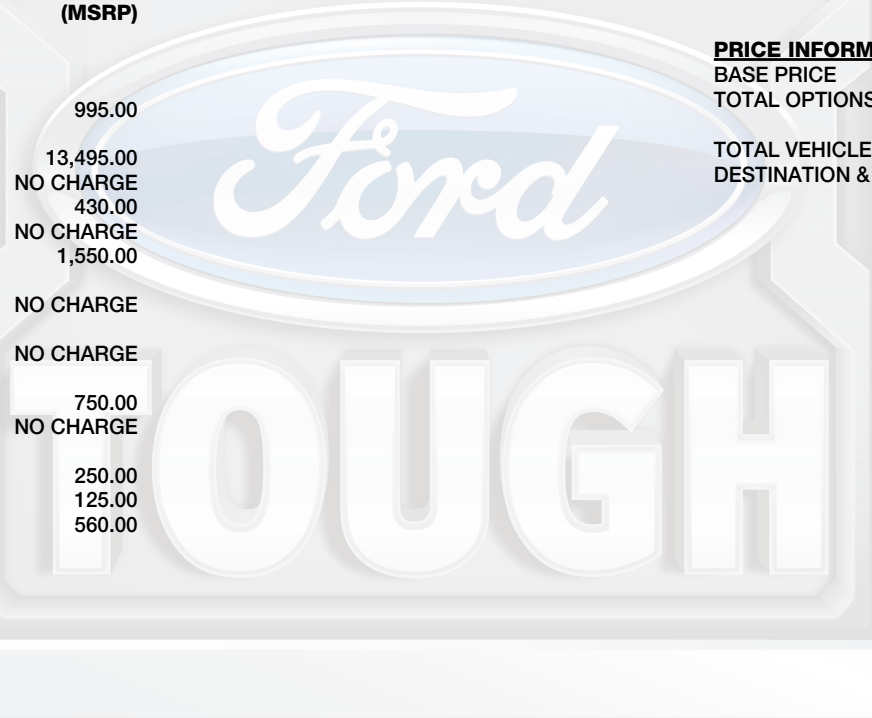 (MSRP)
995.00
13,495.00
NO CHARGE
430.00
NO CHARGE
1,550.00
NO CHARGE
NO CHARGE
750.00
NO CHARGE
250.00
125.00
560.00
PRICE INFORM
BASE PRICE
TOTAL OPTIONS
TOTAL VEHICLE
DESTINATION &
Ford
TOUGH